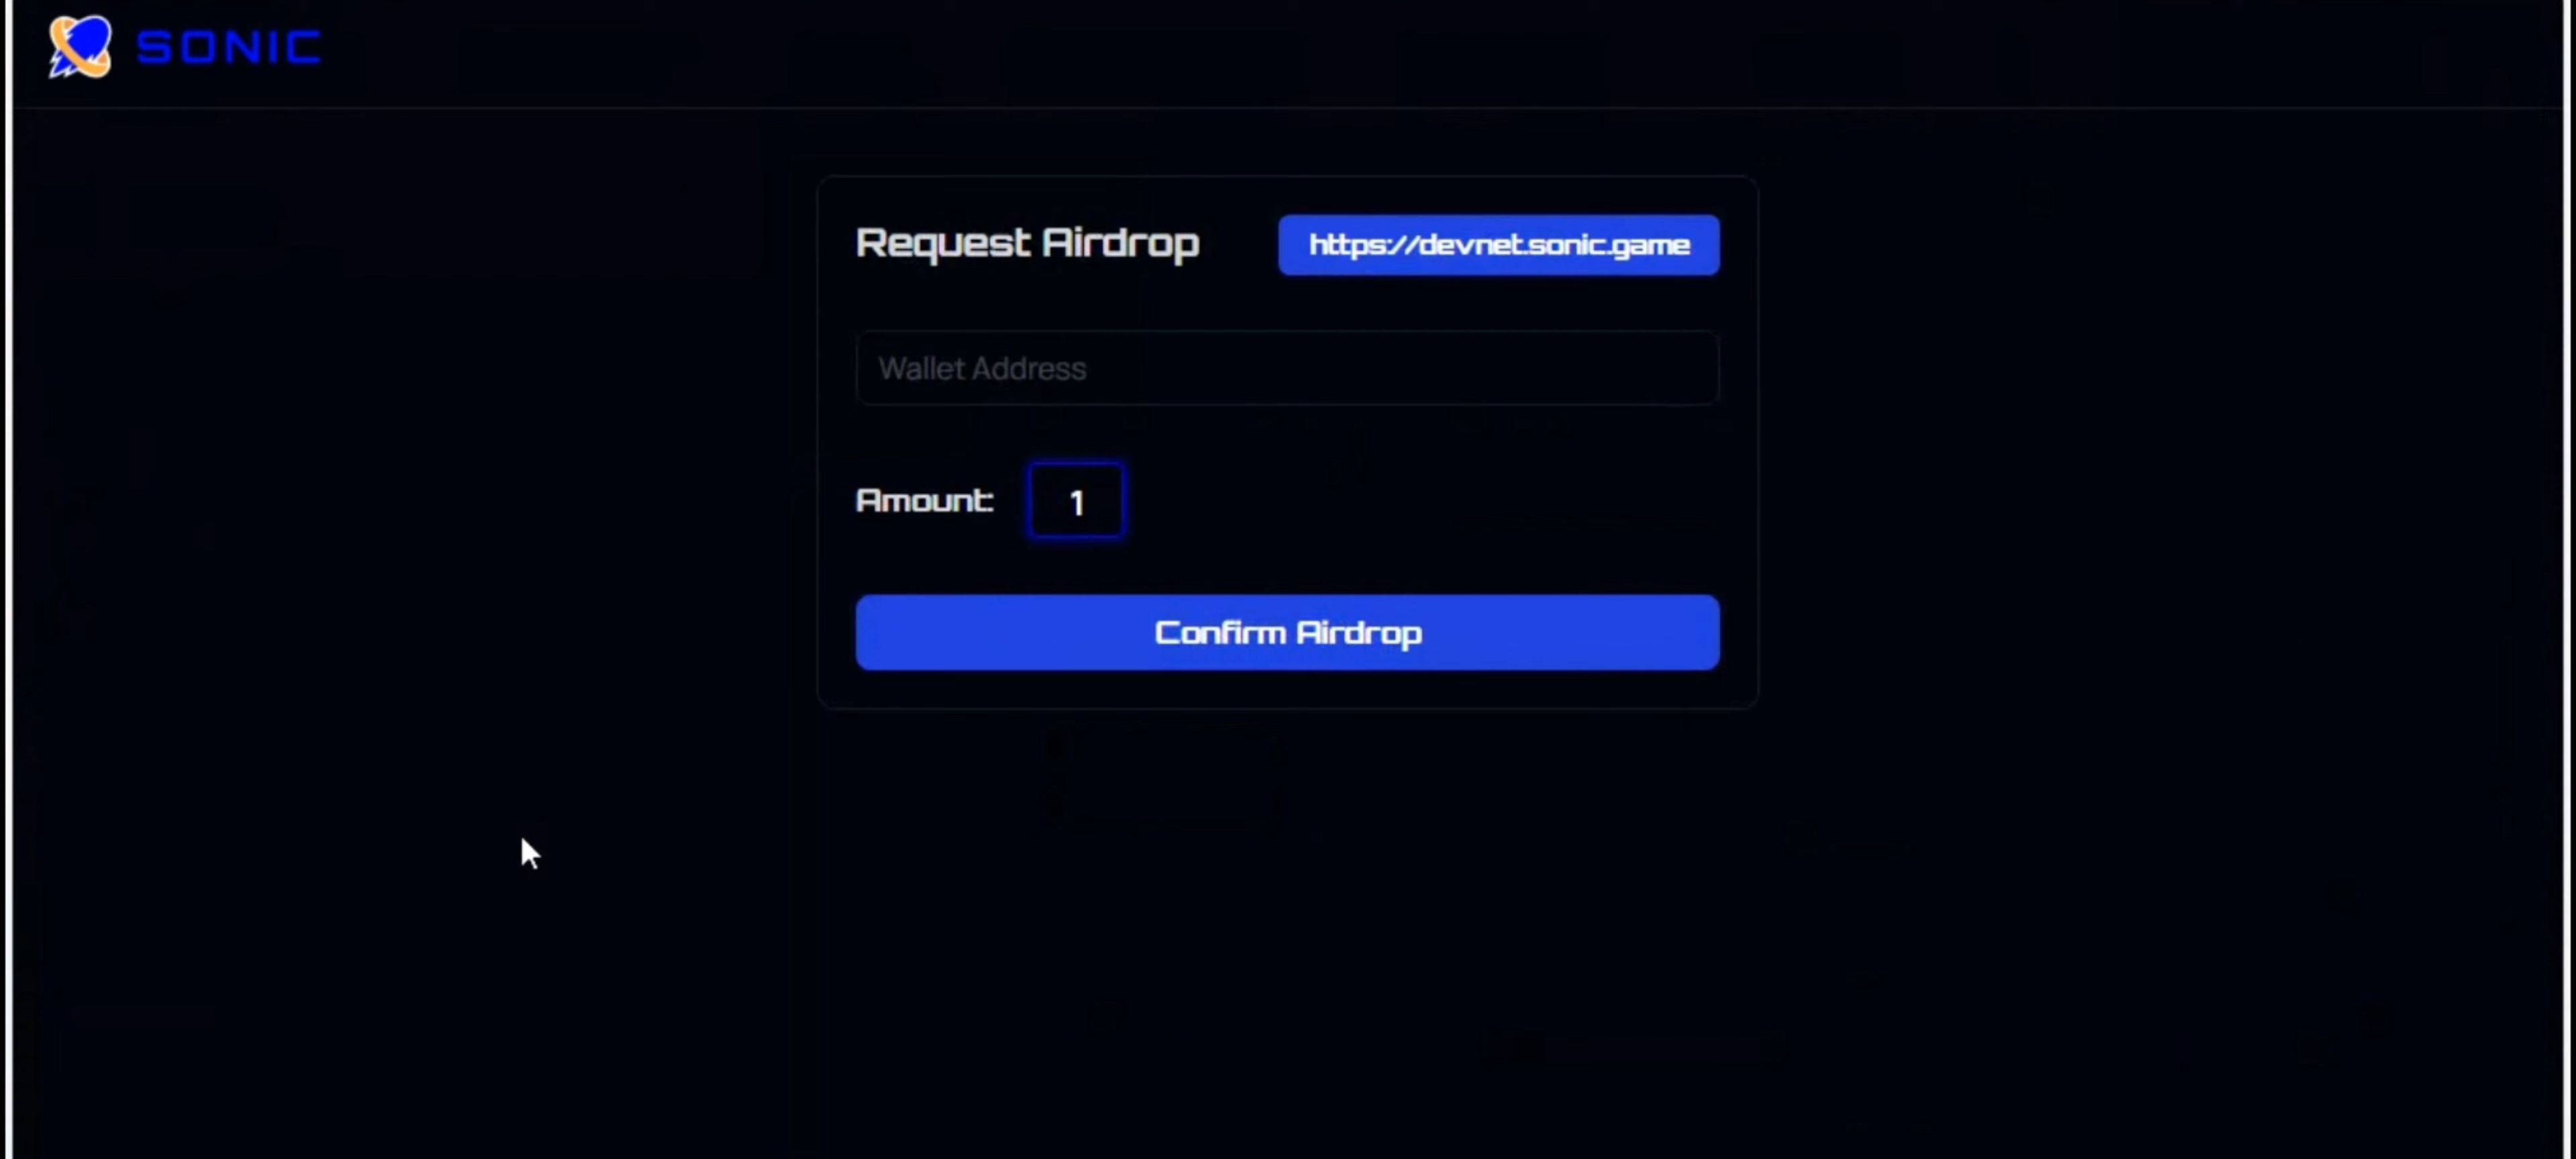 SONIC
Request Airdrop
https://devnet.sonic.game
Wallet Address
Amount: 1
Confirm Airdrop